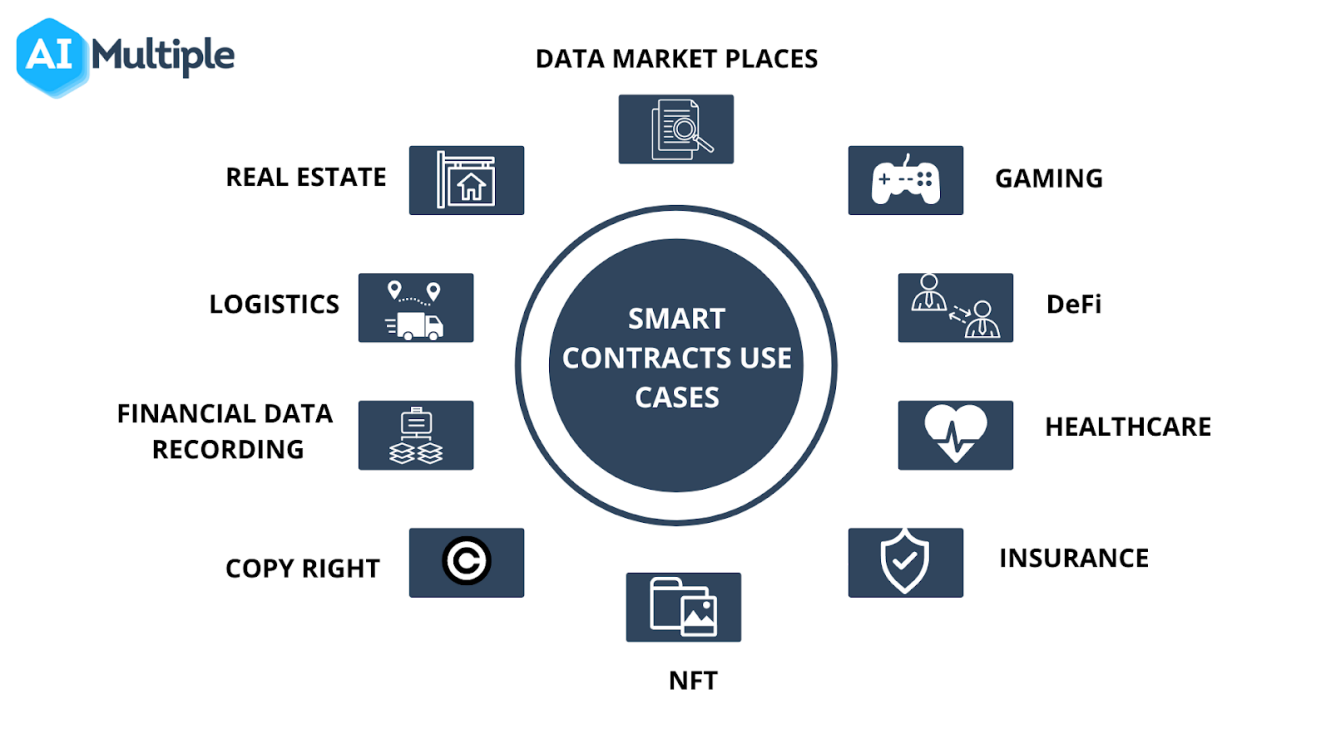 AI Multiple
DATA MARKET PLACES
REAL ESTATE
GAMING
LOGISTICS
DeFi
SMART
CONTRACTS USE
CASES
FINANCIAL DATA
RECORDING
HEALTHCARE
COPY RIGHT
INSURANCE
NFT